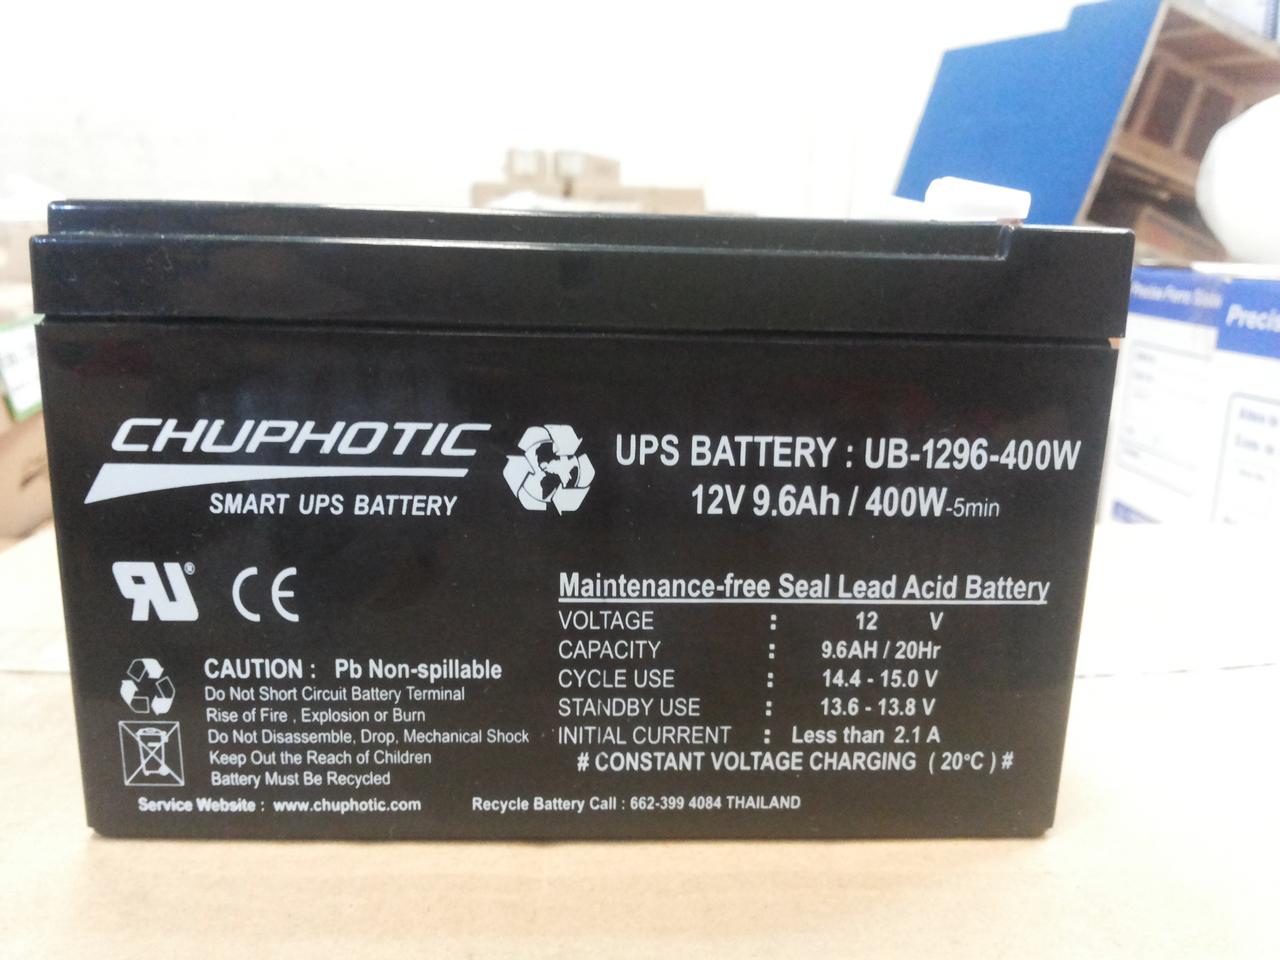 CHUPHOTIC
SMART UPS BATTERY
UPS BATTERY : UB-1296-400W
12V 9.6Ah / 400W-5min
Maintenance-free Seal Lead Acid Battery
VOLTAGE : 12 V
CAPACITY : 9.6AH / 20Hr
CYCLE USE : 14.4 - 15.0 V
STANDBY USE : 13.6 - 13.8 V
INITIAL CURRENT : Less than 2.1 A
# CONSTANT VOLTAGE CHARGING ( 20°C ) #
CE
CAUTION : Pb Non-spillable
Do Not Short Circuit Battery Terminal
Rise of Fire , Explosion or Burn
Do Not Disassemble, Drop, Mechanical Shock
Keep Out the Reach of Children
Battery Must Be Recycled
Service Website : www.chuphotic.com
Recycle Battery Call : 662-399 4084 THAILAND